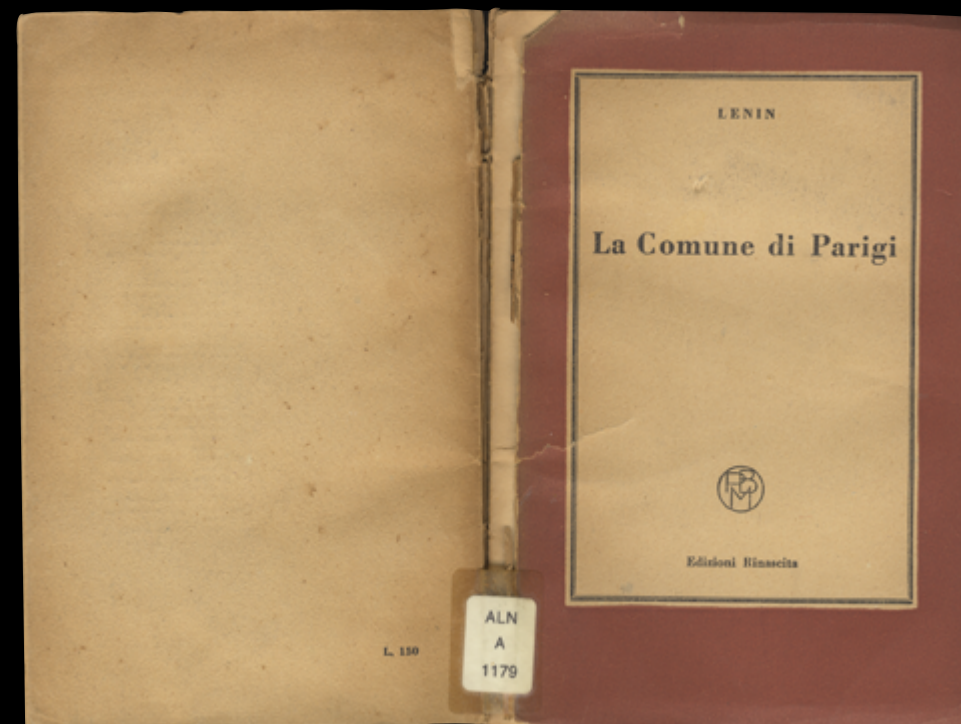 L. 150
ALN
A
1179
LENIN
La Comune di Parigi
Edizioni Rinascita